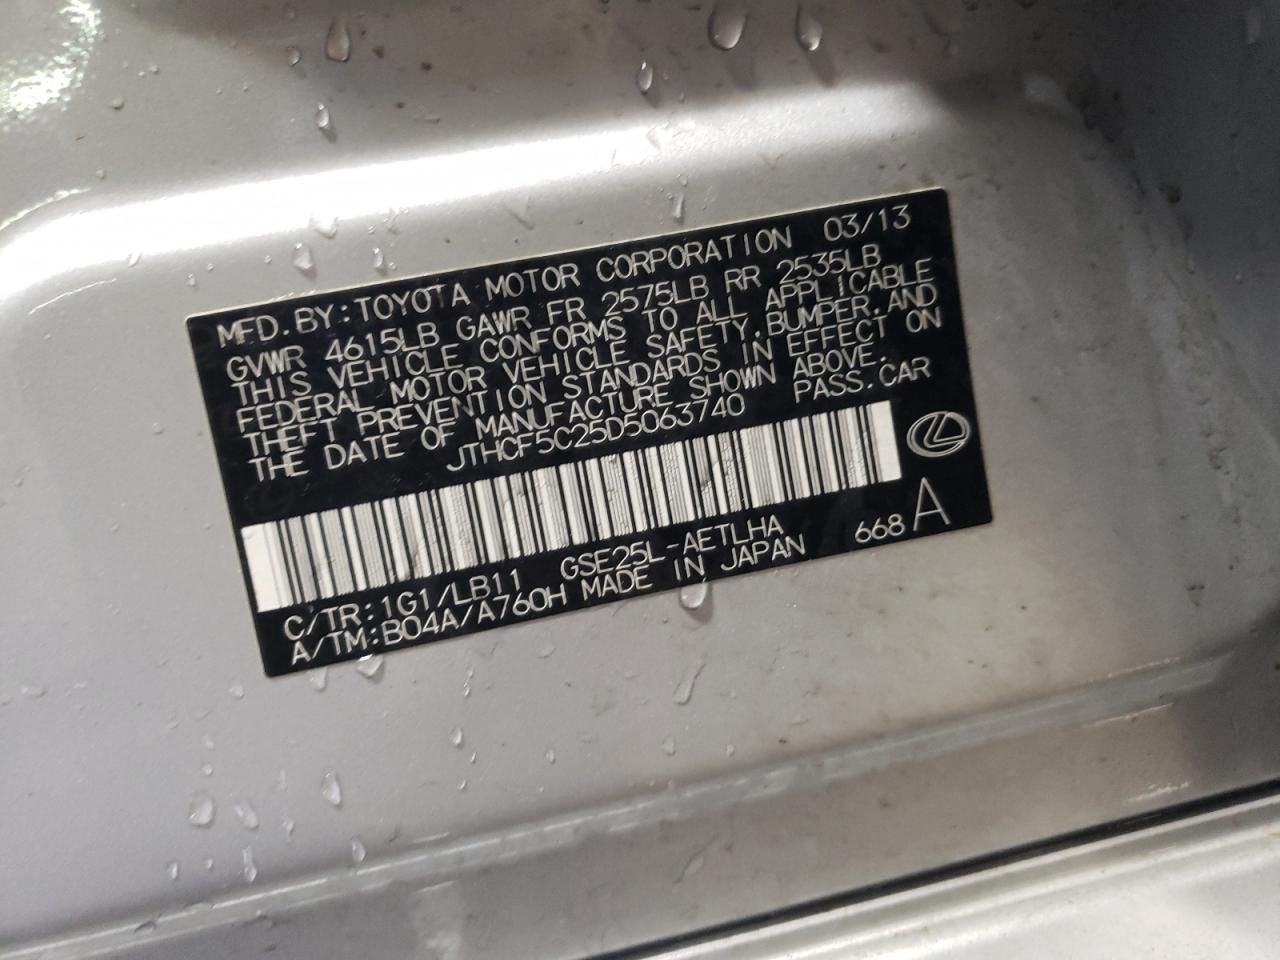 MFD.BY:TOYOTA MOTOR CORPORATION 03/13
GVWR 4615LB GAWR FR 2575LB RR 2535LB
THIS VEHICLE CONFORMS TO ALL APPLICABLE
FEDERAL MOTOR VEHICLE SAFETY,BUMPER,AND
THEFT PREVENTION STANDARDS IN EFFECT ON
THE DATE OF MANUFACTURE SHOWN ABOVE.
JTHCF5C25D5063740 PASS.CAR
C/TR:1G1/LB11 GSE25L-AETLHA 668 A
A/TM:B04A/A760H MADE IN JAPAN